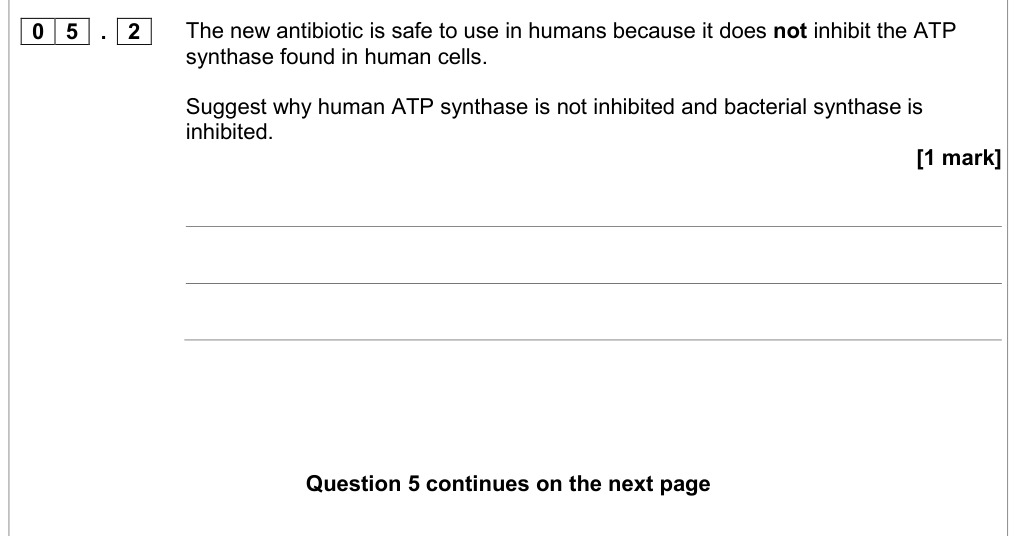 0 5 . 2 The new antibiotic is safe to use in humans because it does not inhibit the ATP
synthase found in human cells.
Suggest why human ATP synthase is not inhibited and bacterial synthase is
inhibited.
[1 mark]
Question 5 continues on the next page